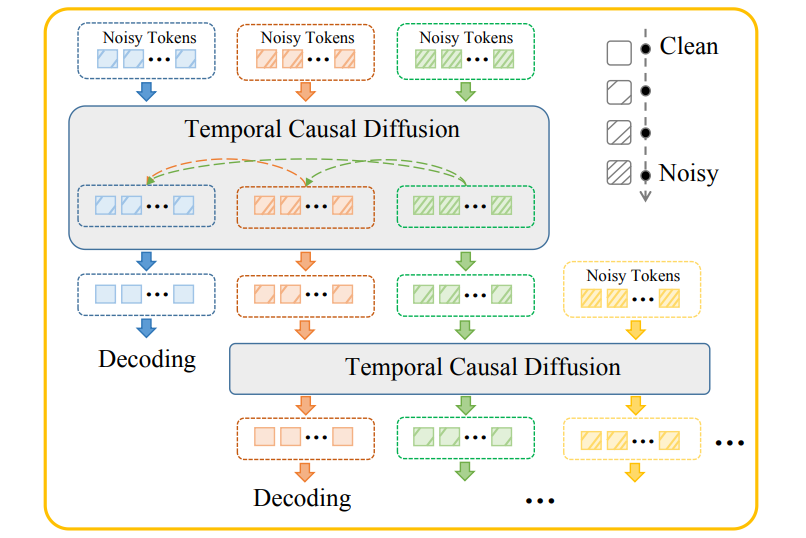 Noisy Tokens
Noisy Tokens
Noisy Tokens
Clean
Noisy
Temporal Causal Diffusion
Noisy Tokens
Decoding
Temporal Causal Diffusion
Decoding